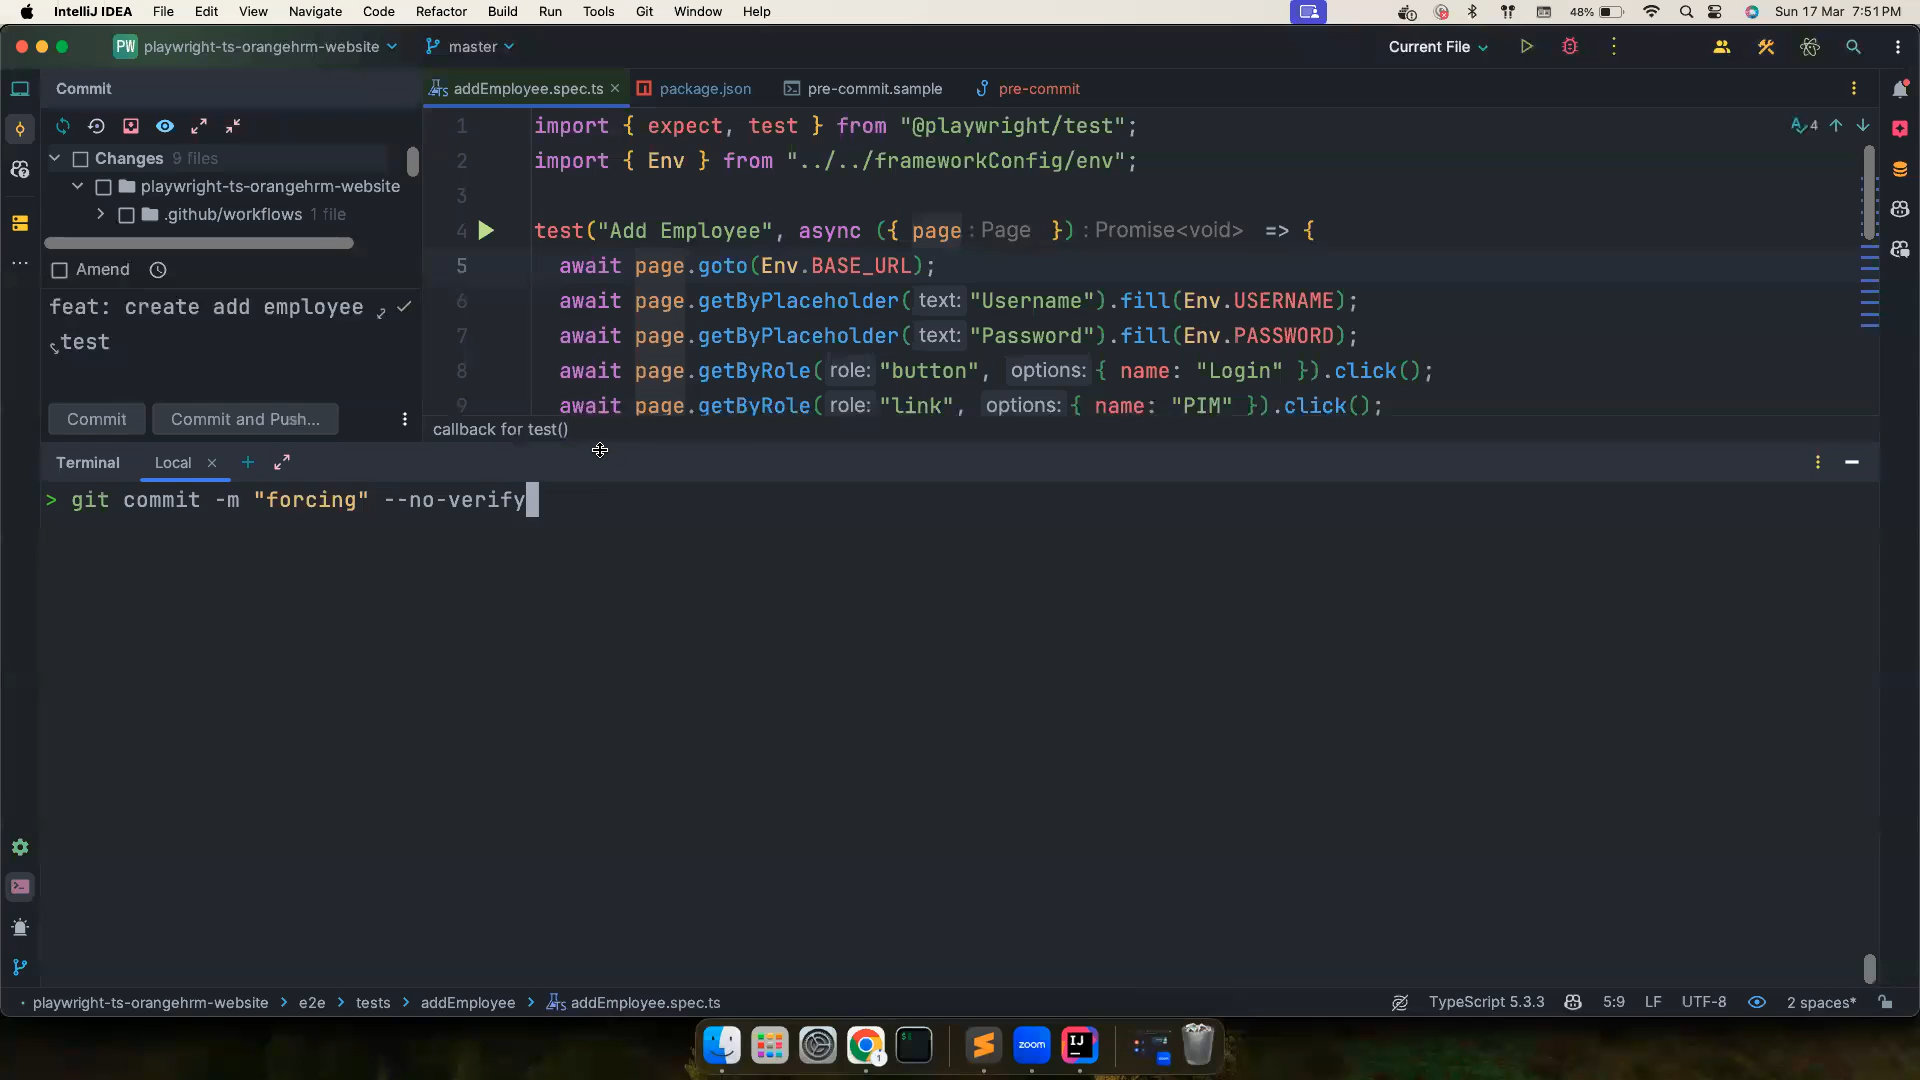 IntelliJ IDEA File Edit View Navigate Code Refactor Build Run Tools Git Window Help 48% Sun 17 Mar 7:51 PM
PW playwright-ts-orangehrm-website master Current File
Commit
addEmployee.spec.ts package.json pre-commit.sample pre-commit
Changes 9 files
playwright-ts-orangehrm-website
.github/workflows 1 file
Amend
feat: create add employee
test
Commit Commit and Push...
4
1 import { expect, test } from "@playwright/test";
2 import { Env } from "../../frameworkConfig/env";
3
4 test("Add Employee", async ({ page : Page }) : Promise<void> => {
5 await page.goto(Env.BASE_URL);
6 await page.getByPlaceholder( text: "Username").fill(Env.USERNAME);
7 await page.getByPlaceholder( text: "Password").fill(Env.PASSWORD);
8 await page.getByRole( role: "button", options: { name: "Login" }).click();
9 await page.getByRole( role: "link", options: { name: "PIM" }).click();
callback for test()
Terminal Local
> git commit -m "forcing" --no-verify
playwright-ts-orangehrm-website > e2e > tests > addEmployee > addEmployee.spec.ts TypeScript 5.3.3 5:9 LF UTF-8 2 spaces*
zoom IJ
1